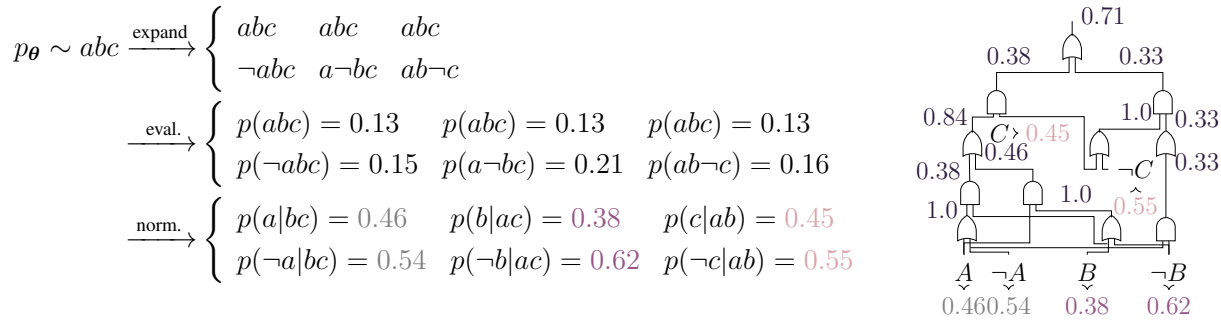 p_θ ∼ abc expand→ { abc abc abc
¬abc a¬bc ab¬c
eval.→ { p(abc) = 0.13 p(abc) = 0.13 p(abc) = 0.13
p(¬abc) = 0.15 p(a¬bc) = 0.21 p(ab¬c) = 0.16
norm.→ { p(a|bc) = 0.46 p(b|ac) = 0.38 p(c|ab) = 0.45
p(¬a|bc) = 0.54 p(¬b|ac) = 0.62 p(¬c|ab) = 0.55
0.71
0.38 0.33
1.0
0.84 0.33
C 0.45
0.46
0.38 ¬C 0.33
1.0 1.0 0.55
A ¬A B ¬B
0.46 0.54 0.38 0.62